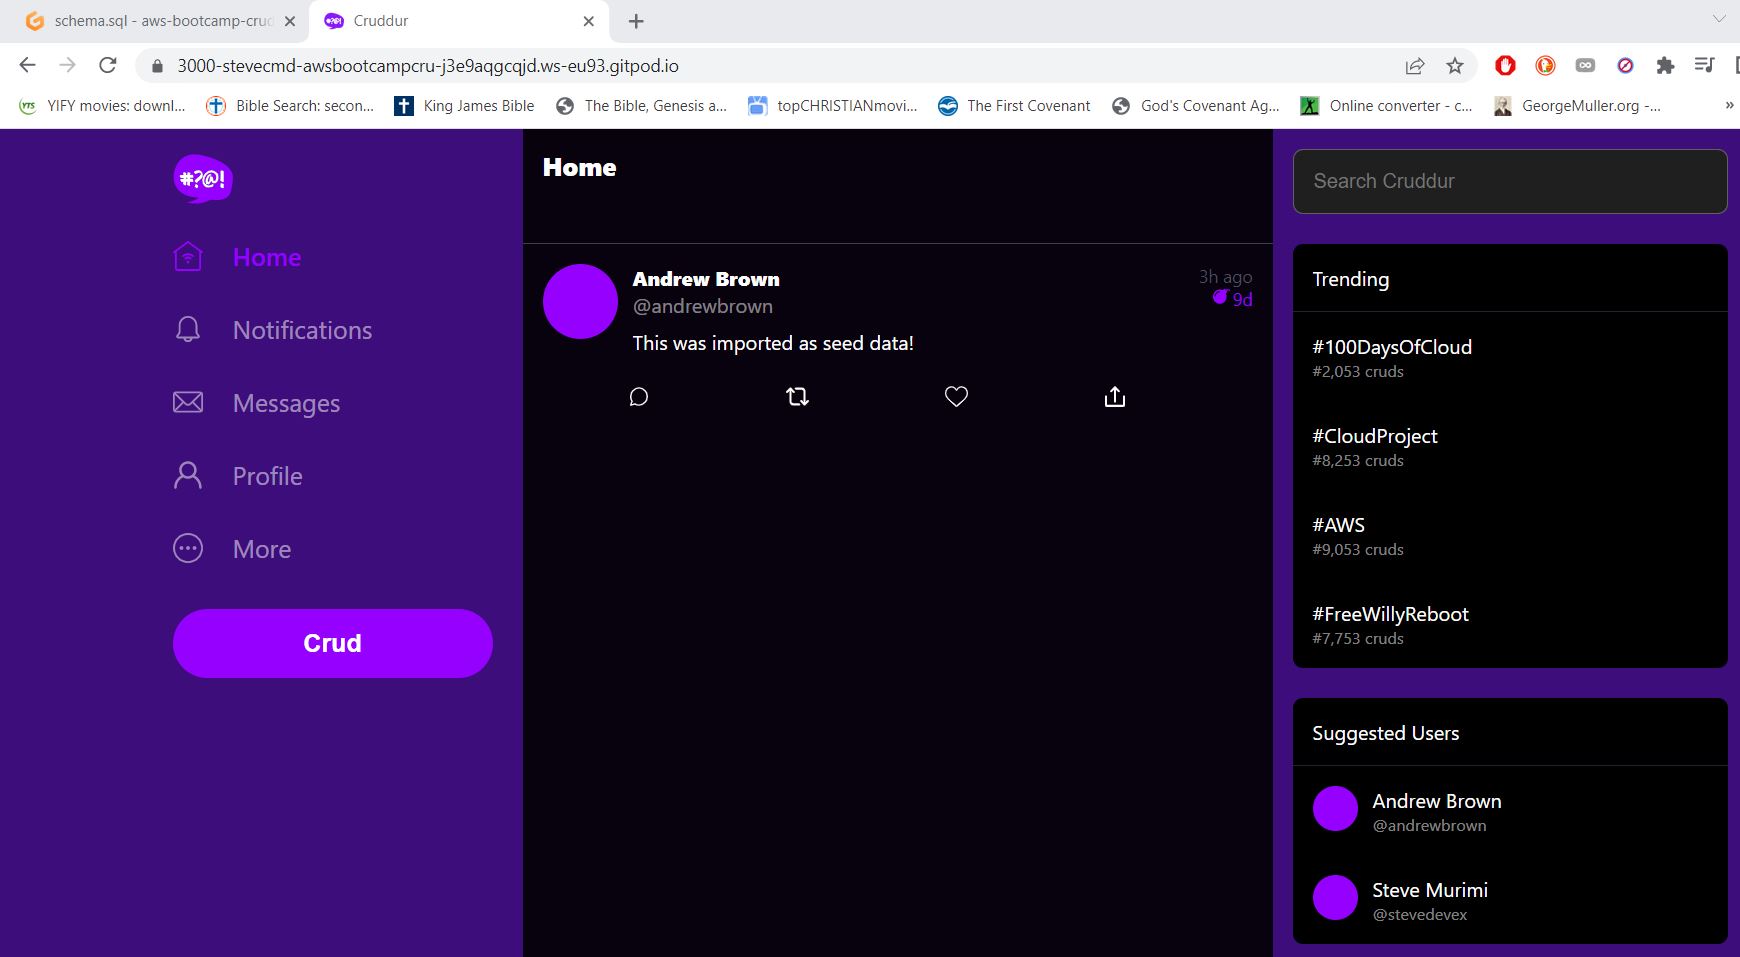 schema.sql - aws-bootcamp-crud
Cruddur
3000-stevecmd-awsbootcampcru-j3e9aqgcqjd.ws-eu93.gitpod.io
YTS YIFY movies: downl...
Bible Search: secon...
King James Bible
The Bible, Genesis a...
topCHRISTIANmovi...
The First Covenant
God's Covenant Ag...
Online converter - c...
GeorgeMuller.org -...
»
#?@!
Home
Notifications
Messages
Profile
More
Crud
Home
Andrew Brown
3h ago
@andrewbrown
9d
This was imported as seed data!
Search Cruddur
Trending
#100DaysOfCloud
#2,053 cruds
#CloudProject
#8,253 cruds
#AWS
#9,053 cruds
#FreeWillyReboot
#7,753 cruds
Suggested Users
Andrew Brown
@andrewbrown
Steve Murimi
@stevedevex